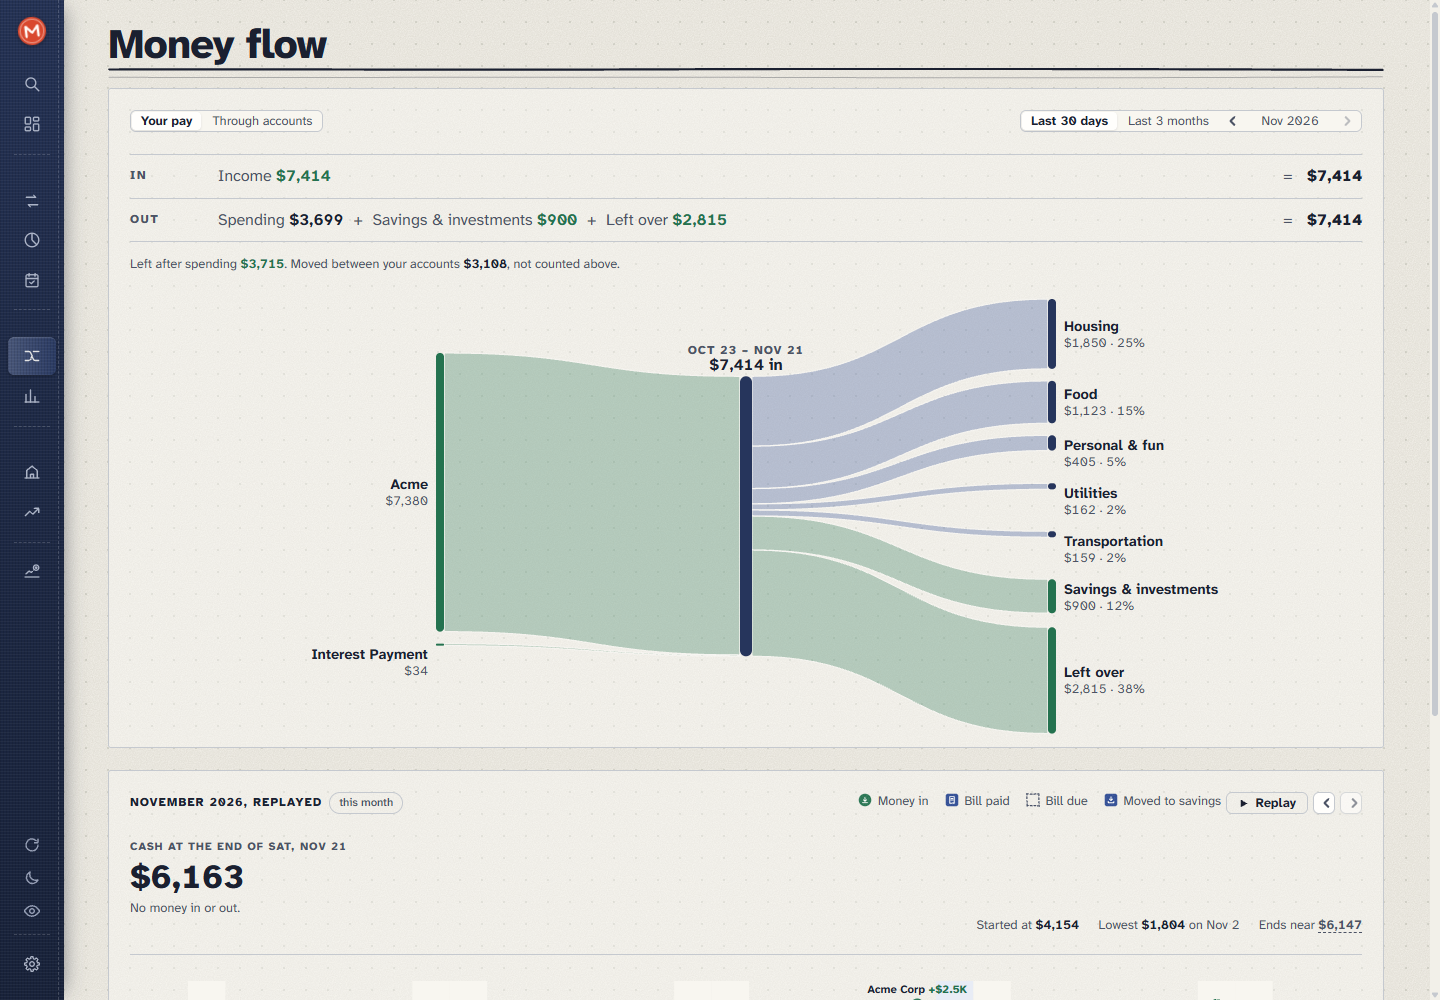 M
Money flow
Your pay Through accounts
Last 30 days Last 3 months Nov 2026
IN Income $7,414 = $7,414
OUT Spending $3,699 + Savings & investments $900 + Left over $2,815 = $7,414
Left after spending $3,715. Moved between your accounts $3,108, not counted above.
OCT 23 – NOV 21
$7,414 in
Acme
$7,380
Interest Payment
$34
Housing
$1,850 · 25%
Food
$1,123 · 15%
Personal & fun
$405 · 5%
Utilities
$162 · 2%
Transportation
$159 · 2%
Savings & investments
$900 · 12%
Left over
$2,815 · 38%
NOVEMBER 2026, REPLAYED this month
Money in Bill paid Bill due Moved to savings Replay
CASH AT THE END OF SAT, NOV 21
$6,163
No money in or out.
Started at $4,154 Lowest $1,804 on Nov 2 Ends near $6,147
Acme Corp +$2.5K